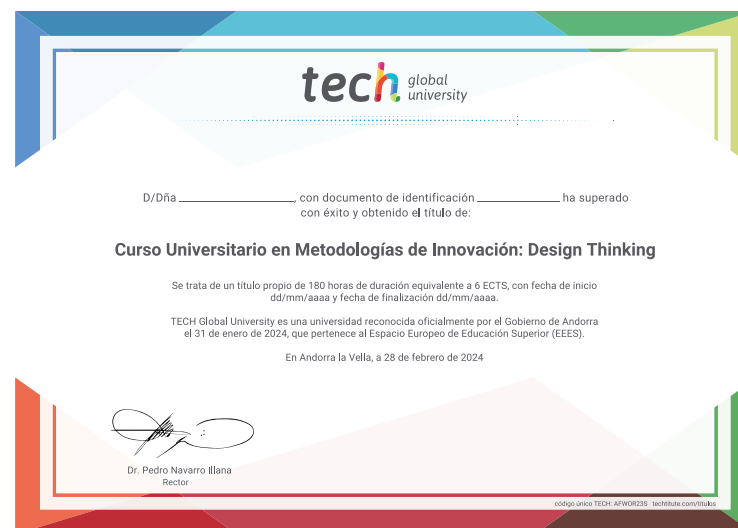 tech global
university
D/Dña ____________________, con documento de identificación ______________ ha superado
con éxito y obtenido el título de:
Curso Universitario en Metodologías de Innovación: Design Thinking
Se trata de un título propio de 180 horas de duración equivalente a 6 ECTS, con fecha de inicio
dd/mm/aaaa y fecha de finalización dd/mm/aaaa.
TECH Global University es una universidad reconocida oficialmente por el Gobierno de Andorra
el 31 de enero de 2024, que pertenece al Espacio Europeo de Educación Superior (EEES).
En Andorra la Vella, a 28 de febrero de 2024
Dr. Pedro Navarro Illana
Rector
código único TECH: AFWOR23S techtitute.com/titulos